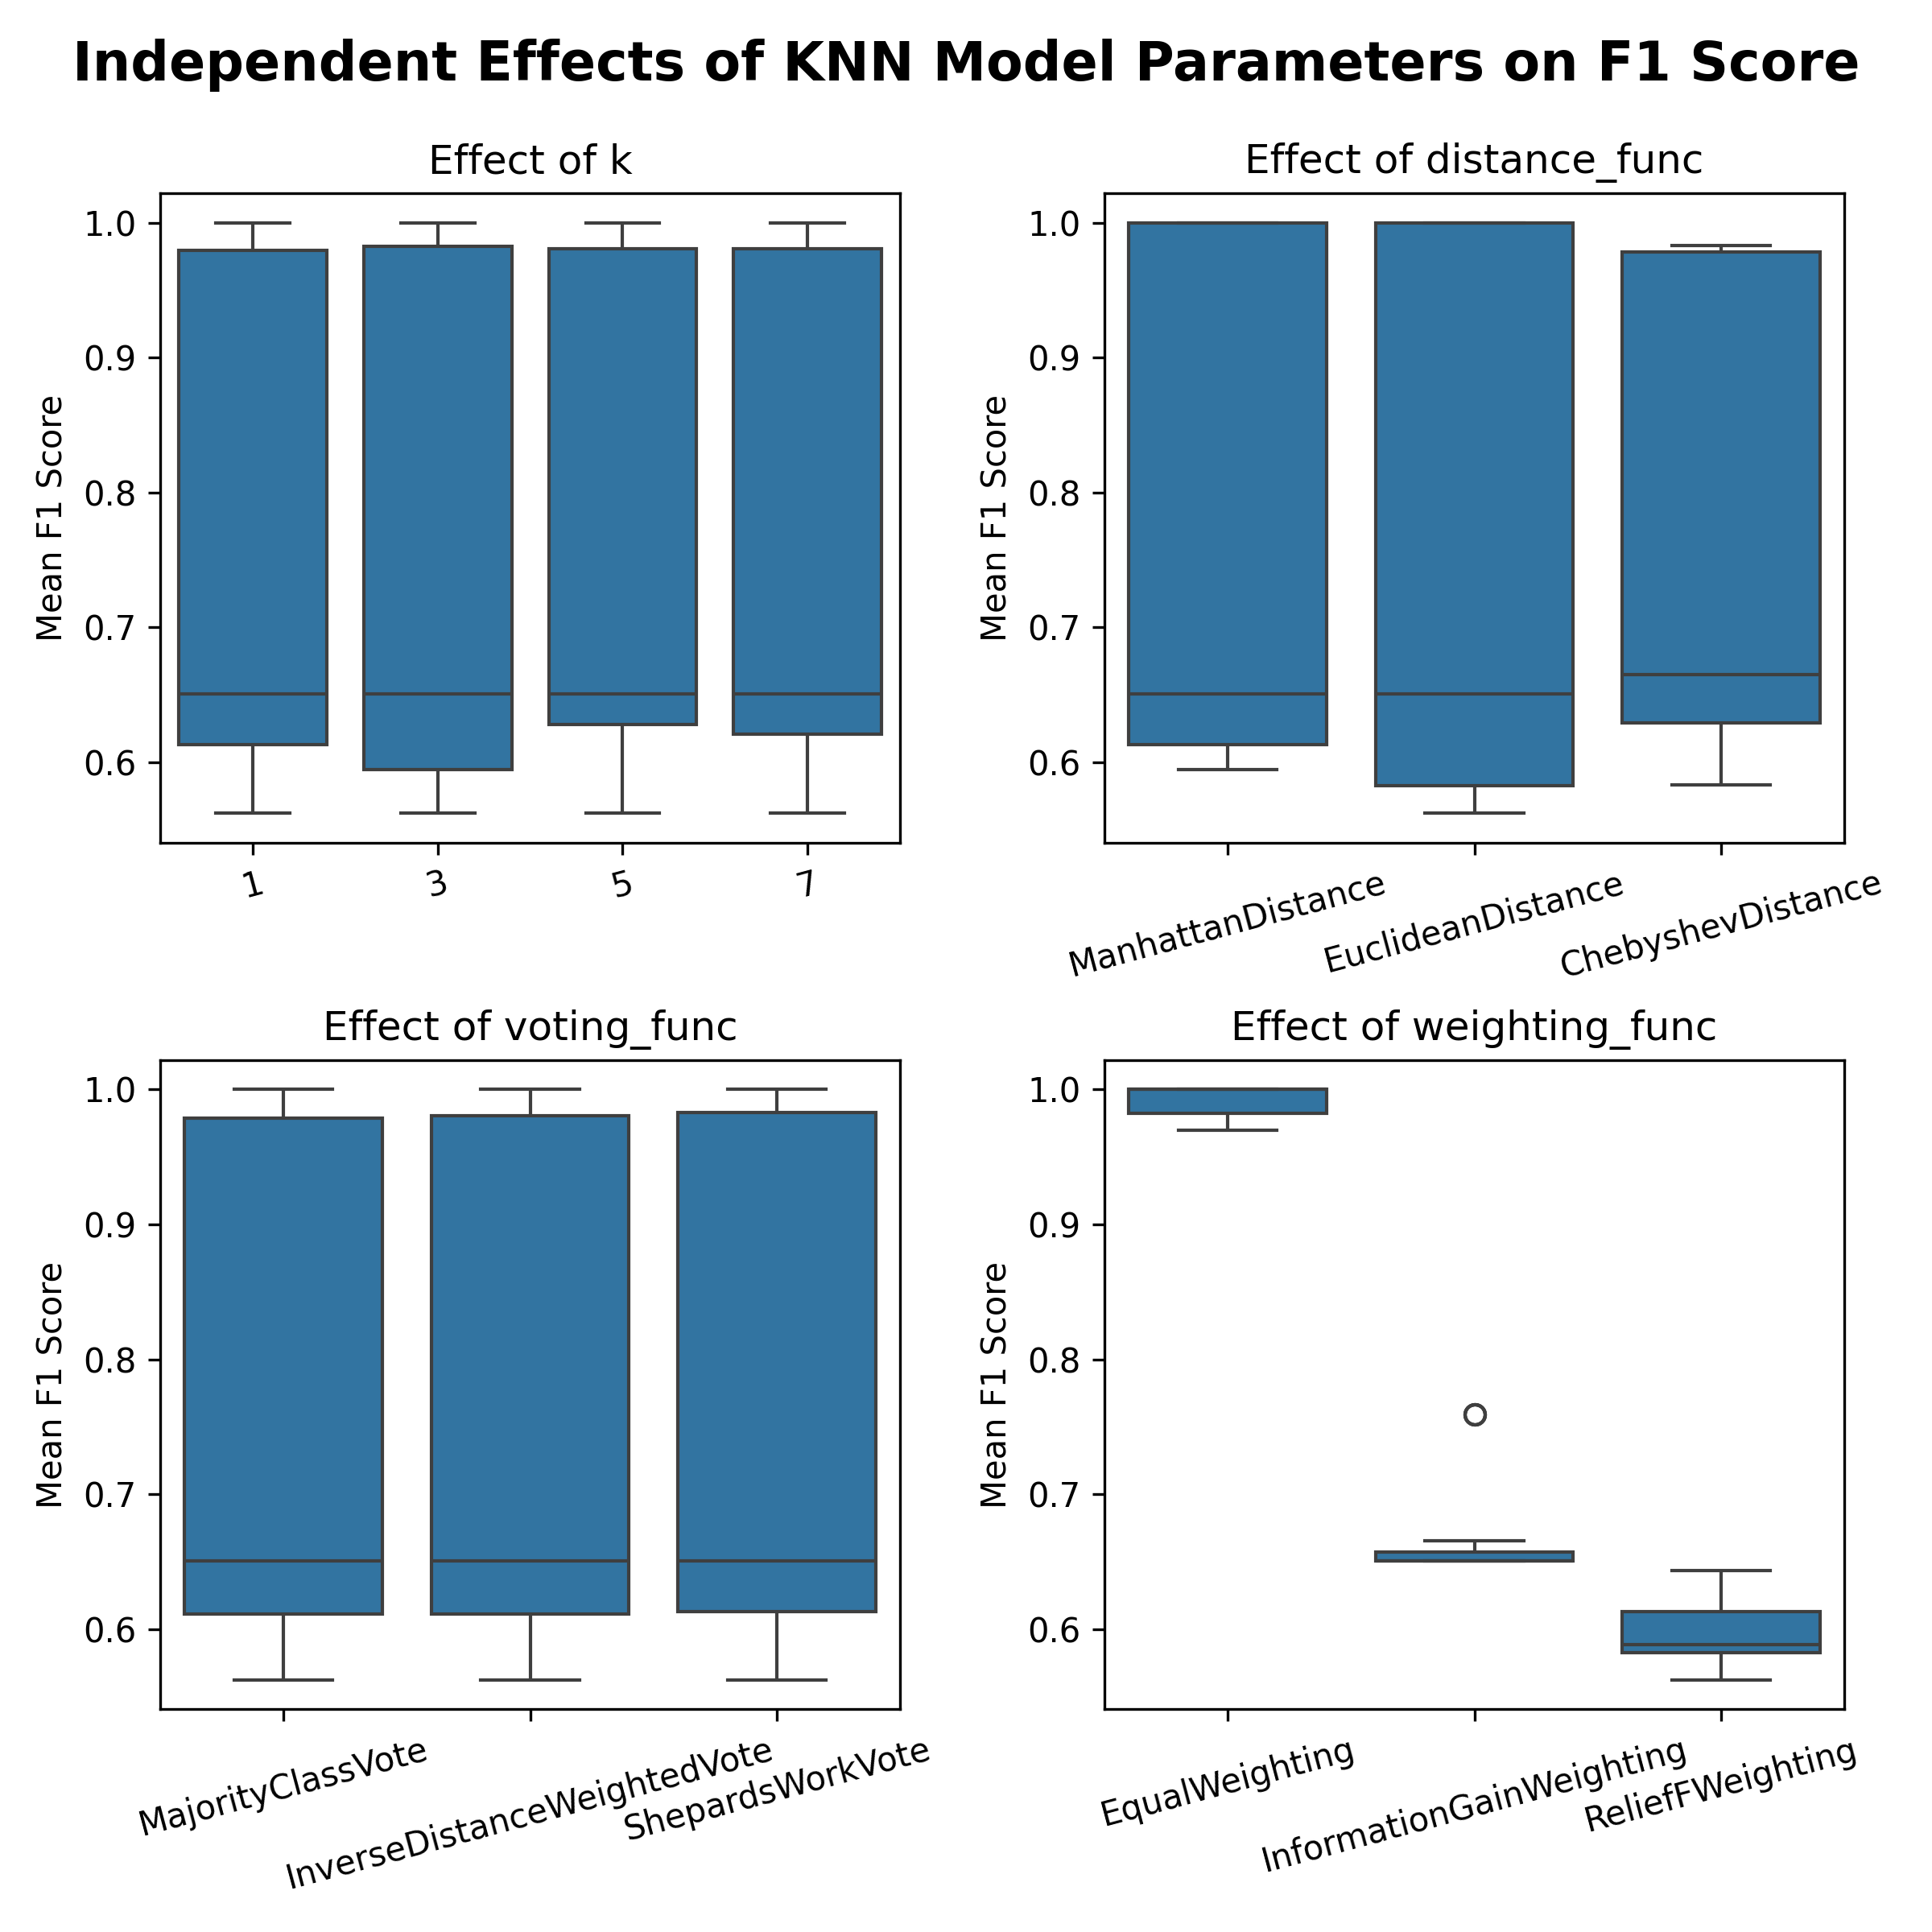 Independent Effects of KNN Model Parameters on F1 Score
Effect of k
Mean F1 Score
1.0
0.9
0.8
0.7
0.6
1 3 5 7
Effect of distance_func
Mean F1 Score
1.0
0.9
0.8
0.7
0.6
ManhattanDistance EuclideanDistance ChebyshevDistance
Effect of voting_func
Mean F1 Score
1.0
0.9
0.8
0.7
0.6
MajorityClassVote InverseDistanceWeightedVote ShepardsWorkVote
Effect of weighting_func
Mean F1 Score
1.0
0.9
0.8
0.7
0.6
EqualWeighting InformationGainWeighting ReliefFWeighting